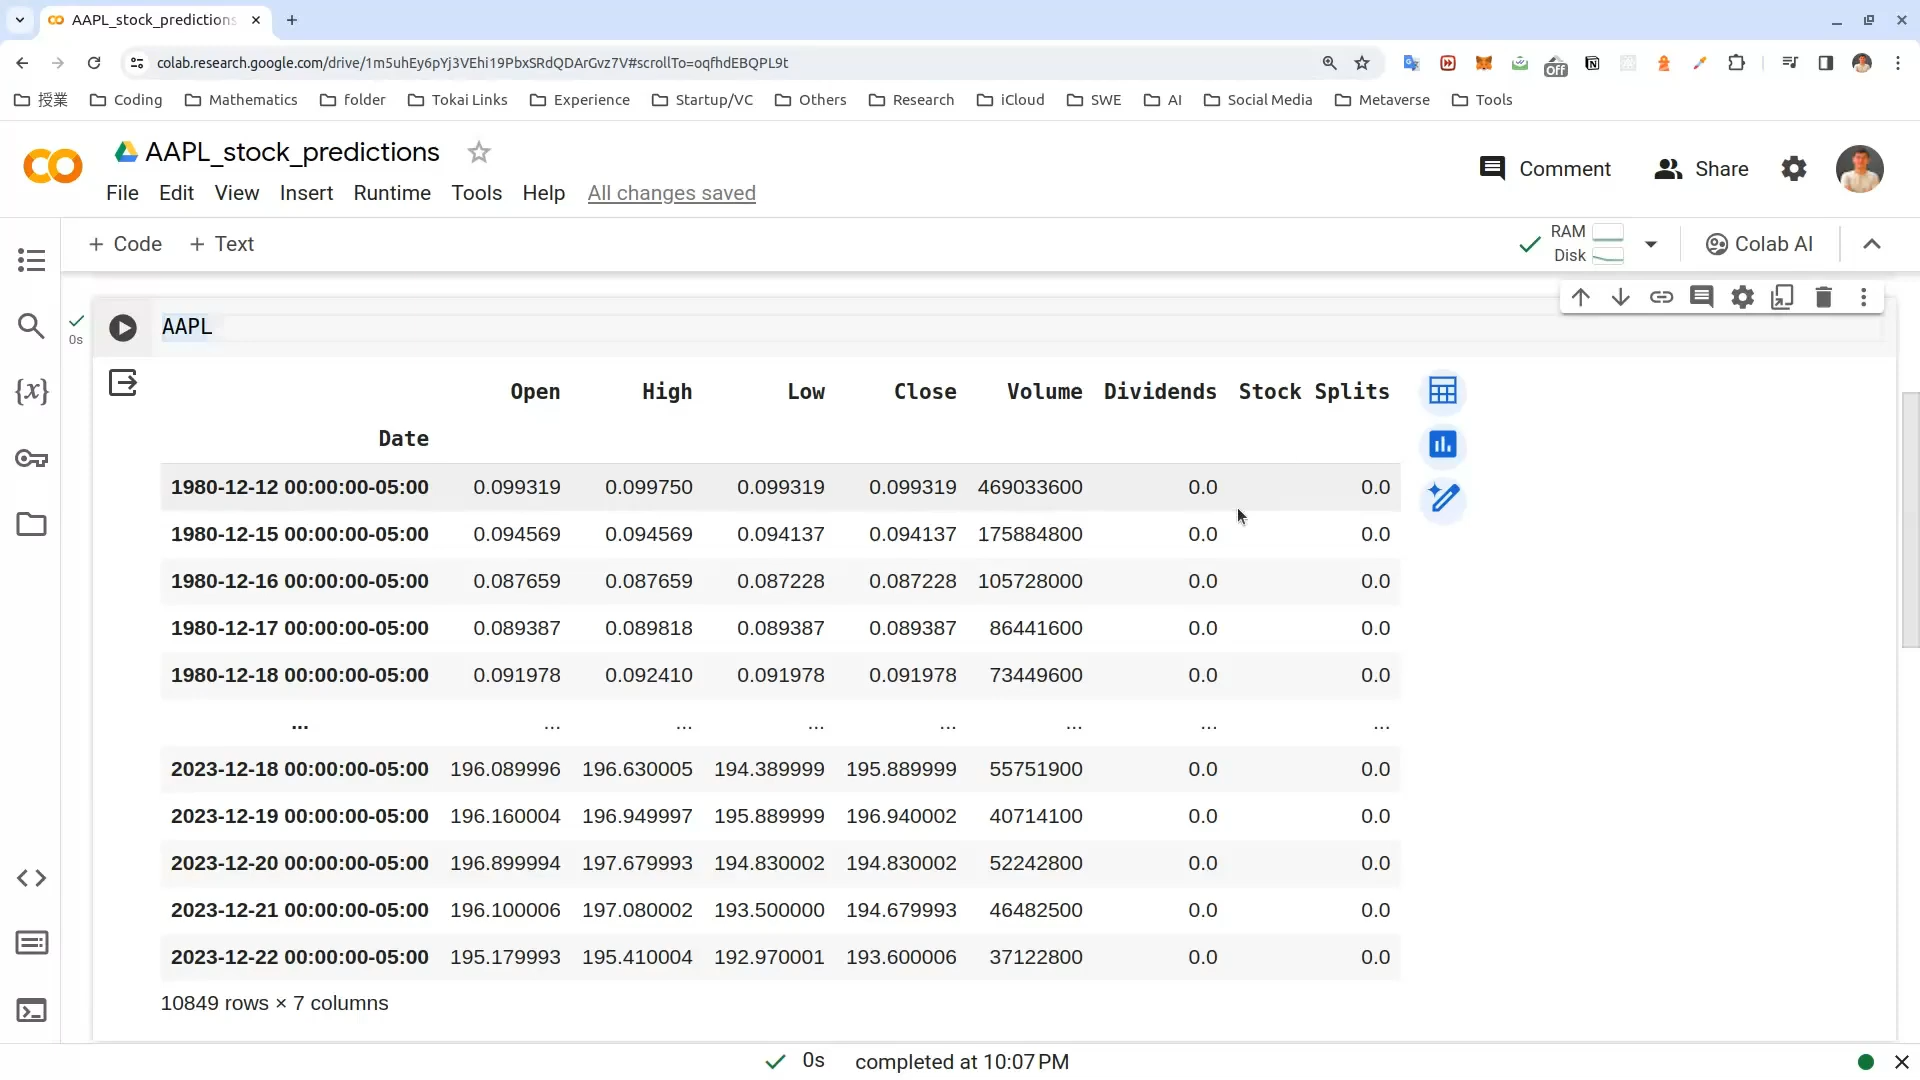 AAPL_stock_predictions
colab.research.google.com/drive/1m5uhEy6pYj3VEhi19PbxSRdQDArGvz7V#scrollTo=oqfhdEBQPL9t
Off
授業 Coding Mathematics folder Tokai Links Experience Startup/VC Others Research iCloud SWE AI Social Media Metaverse Tools
AAPL_stock_predictions
Comment Share
File Edit View Insert Runtime Tools Help All changes saved
+ Code + Text RAM Disk Colab AI
AAPL
0s
Open High Low Close Volume Dividends Stock Splits
Date
1980-12-12 00:00:00-05:00 0.099319 0.099750 0.099319 0.099319 469033600 0.0 0.0
1980-12-15 00:00:00-05:00 0.094569 0.094569 0.094137 0.094137 175884800 0.0 0.0
1980-12-16 00:00:00-05:00 0.087659 0.087659 0.087228 0.087228 105728000 0.0 0.0
1980-12-17 00:00:00-05:00 0.089387 0.089818 0.089387 0.089387 86441600 0.0 0.0
1980-12-18 00:00:00-05:00 0.091978 0.092410 0.091978 0.091978 73449600 0.0 0.0
... ... ... ... ... ... ... ...
2023-12-18 00:00:00-05:00 196.089996 196.630005 194.389999 195.889999 55751900 0.0 0.0
2023-12-19 00:00:00-05:00 196.160004 196.949997 195.889999 196.940002 40714100 0.0 0.0
2023-12-20 00:00:00-05:00 196.899994 197.679993 194.830002 194.830002 52242800 0.0 0.0
2023-12-21 00:00:00-05:00 196.100006 197.080002 193.500000 194.679993 46482500 0.0 0.0
2023-12-22 00:00:00-05:00 195.179993 195.410004 192.970001 193.600006 37122800 0.0 0.0
10849 rows × 7 columns
0s completed at 10:07 PM